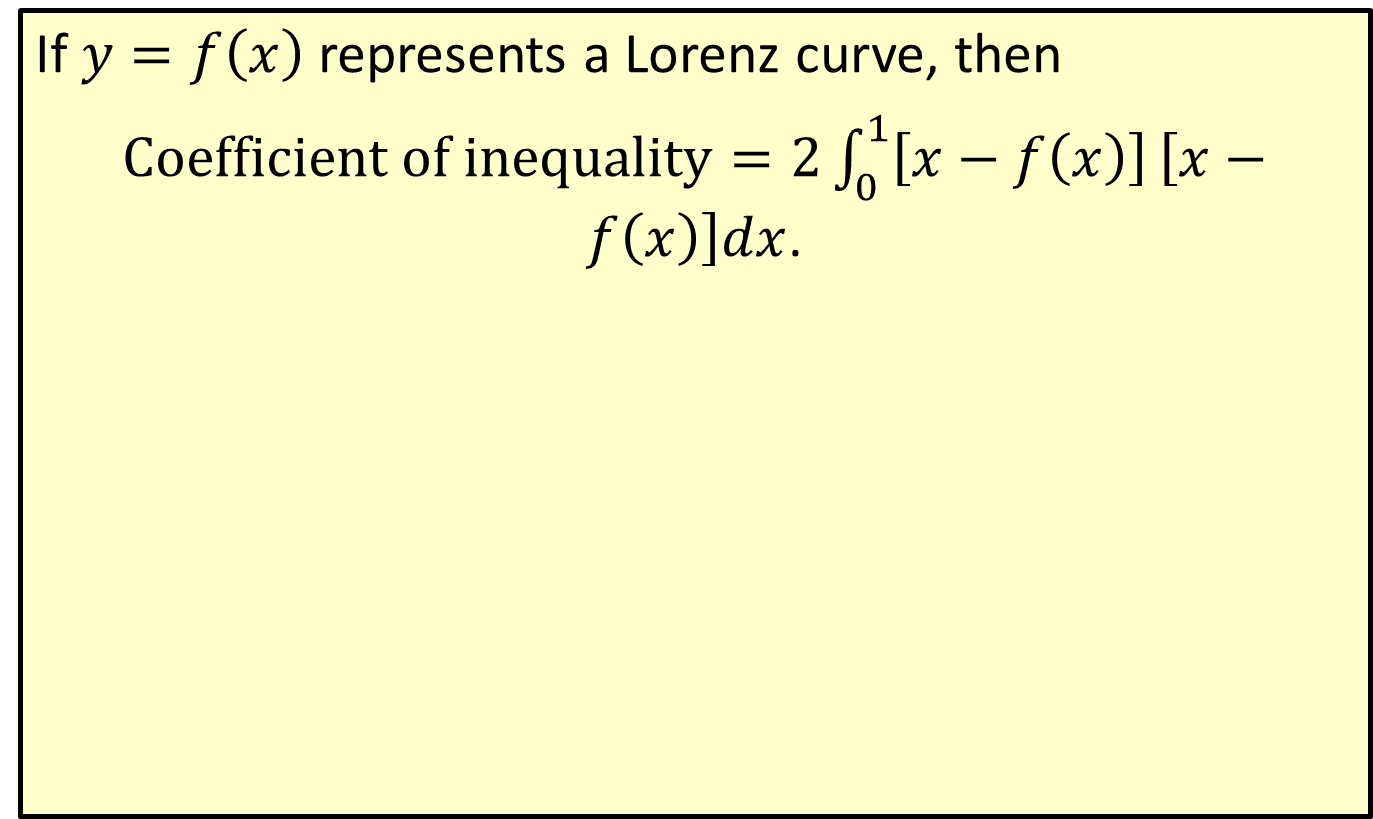 If y = f(x) represents a Lorenz curve, then
Coefficient of inequality = 2 ∫₀¹[x − f(x)] [x −
f(x)]dx.